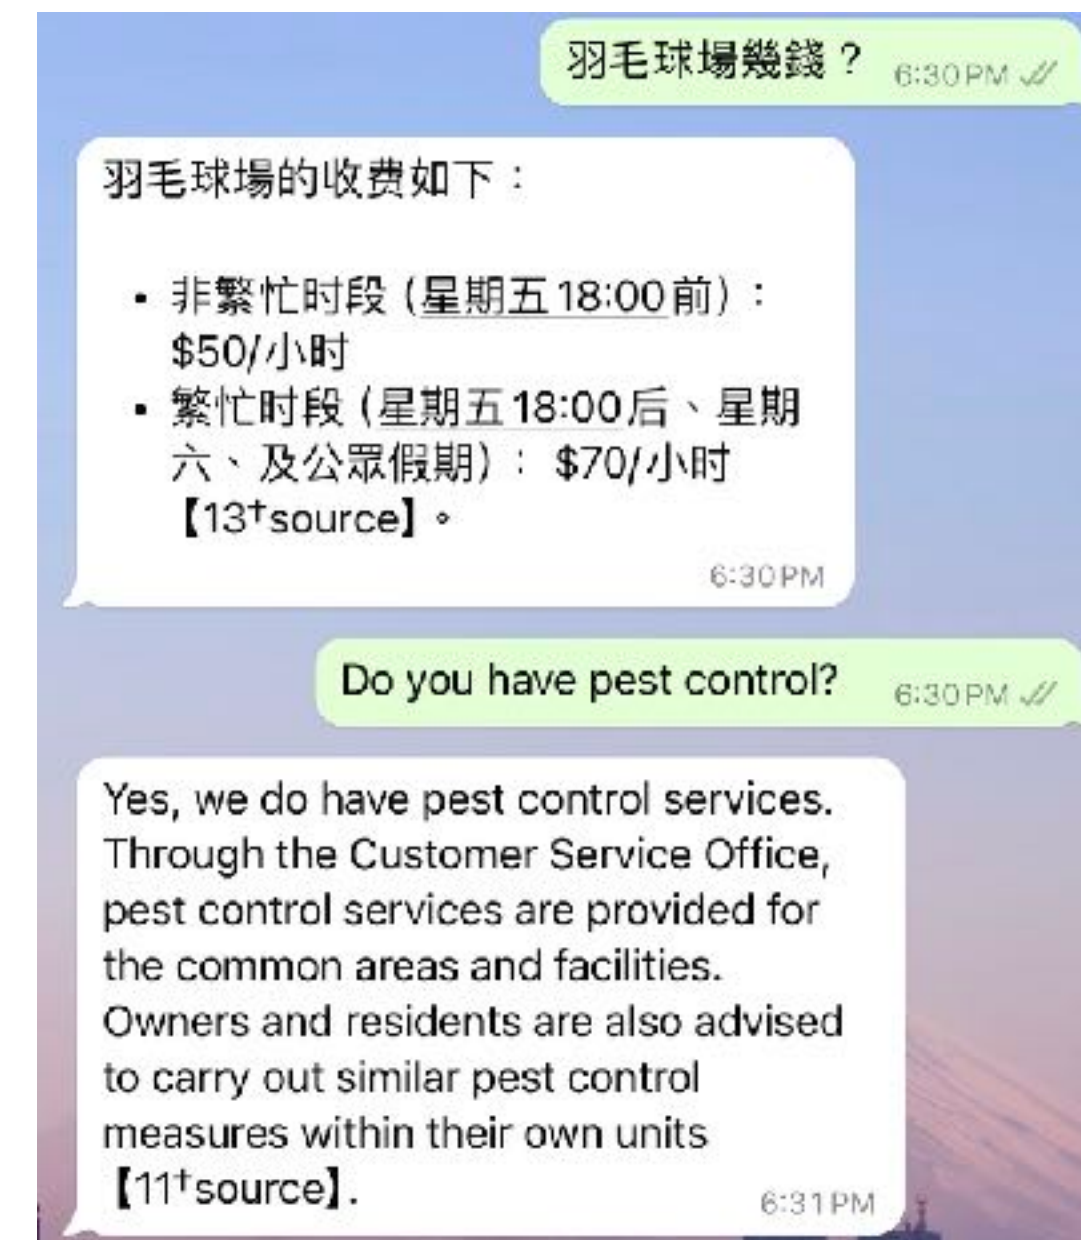 羽毛球場幾錢？ 6:30 PM
羽毛球場的收费如下：
• 非繁忙时段 (星期五 18:00前)：
$50/小时
• 繁忙时段 (星期五 18:00后、星期
六、及公眾假期)： $70/小时
【13†source】。
6:30 PM
Do you have pest control? 6:30 PM
Yes, we do have pest control services.
Through the Customer Service Office,
pest control services are provided for
the common areas and facilities.
Owners and residents are also advised
to carry out similar pest control
measures within their own units
【11†source】.
6:31 PM